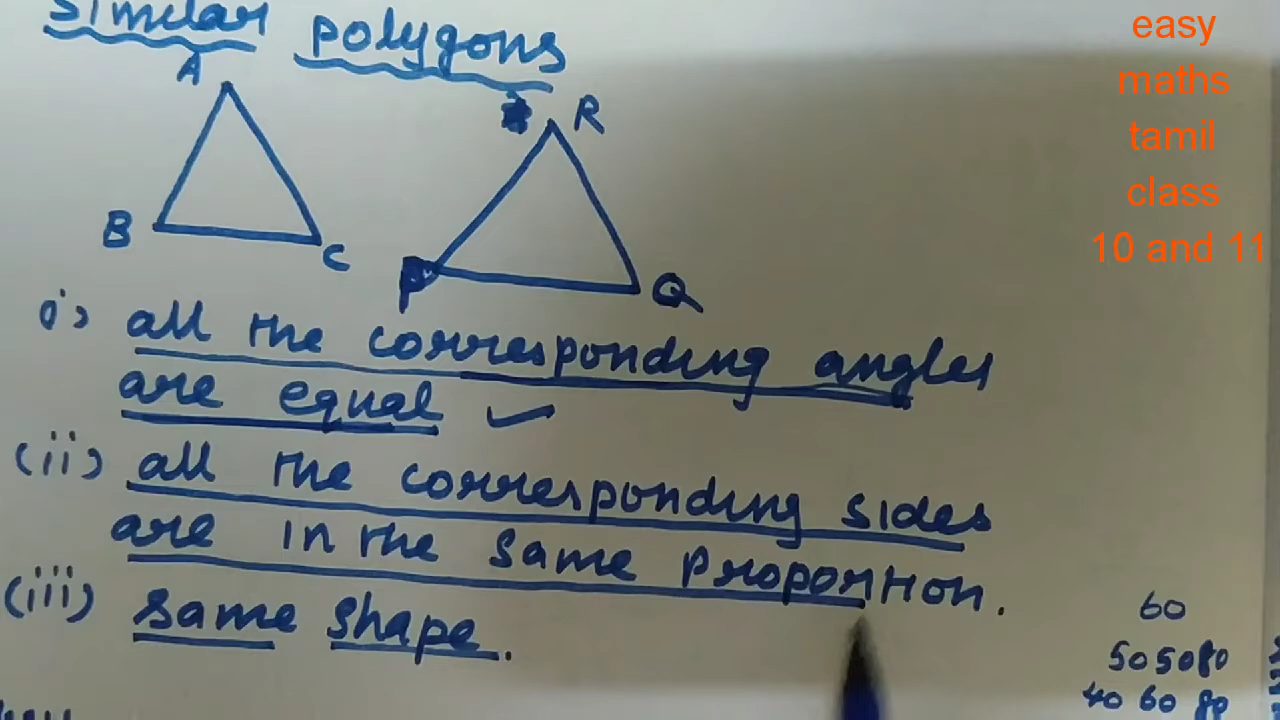 Similar polygons
A
R
B
C
P
Q
i) all the corresponding angles
are equal ✓
(ii) all the corresponding sides
are in the same proportion.
(iii) same shape.
easy
maths
tamil
class
10 and 11
60
50 50 80
40 60 80